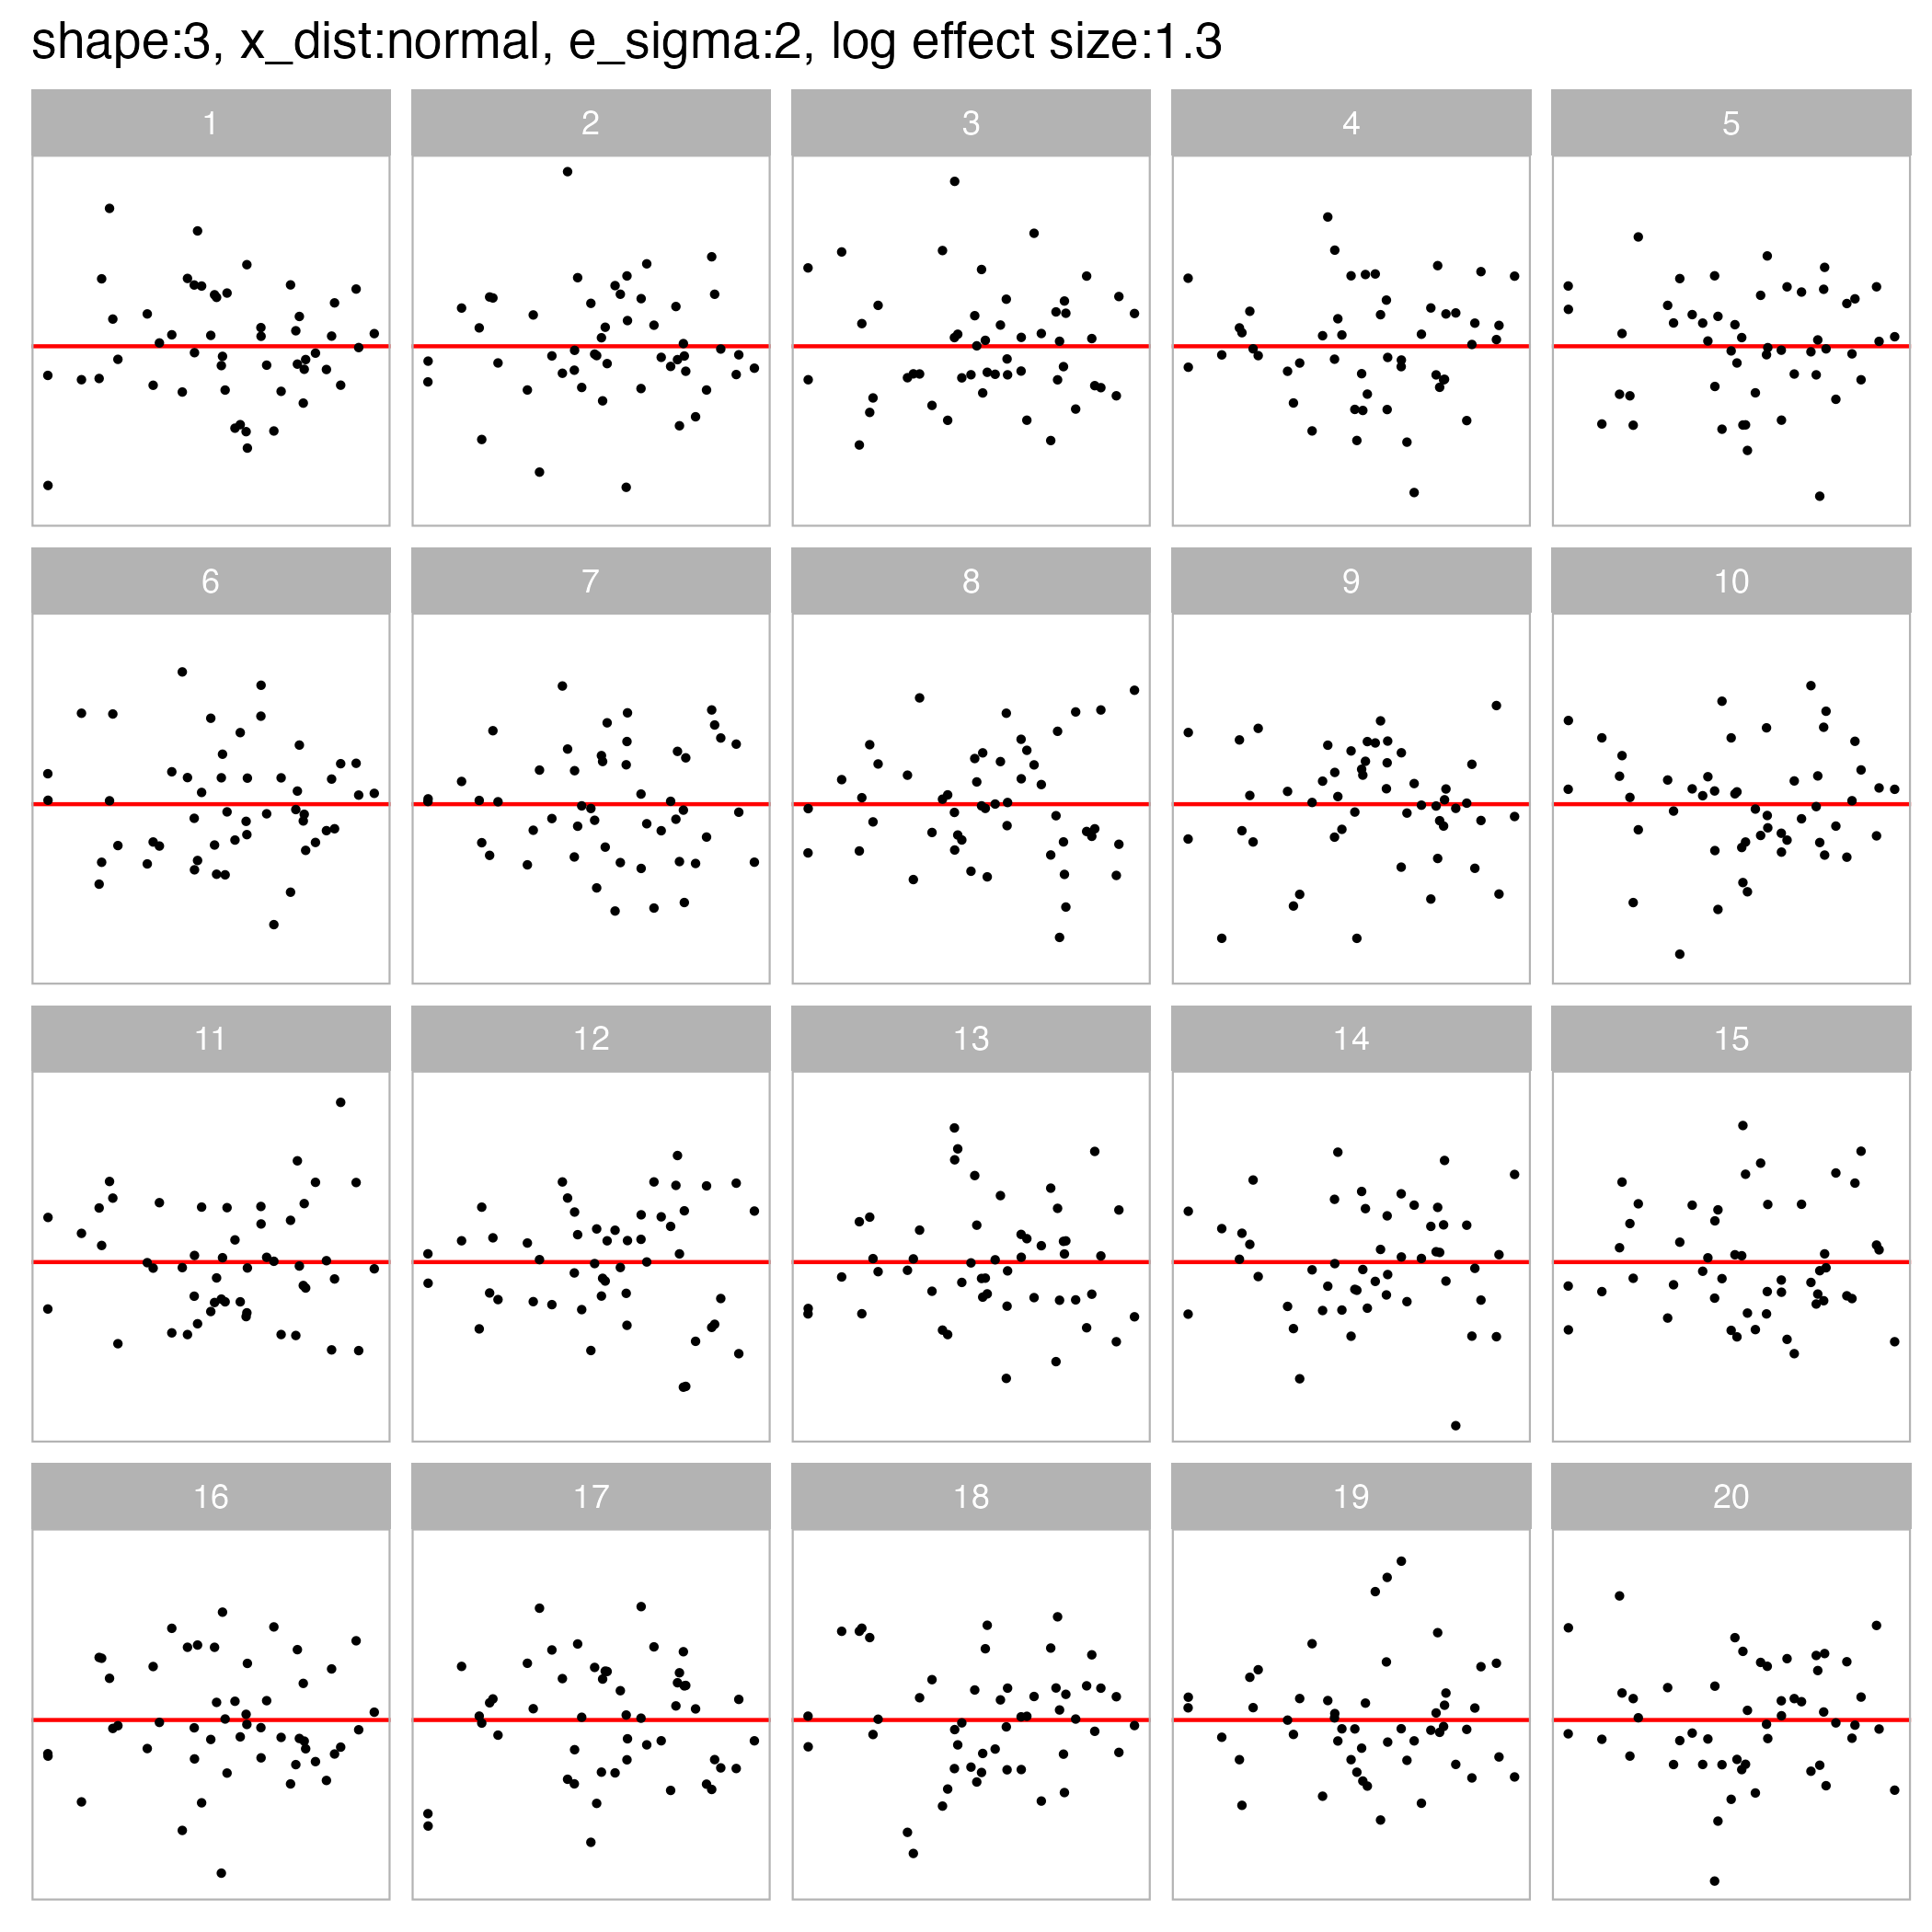 shape:3, x_dist:normal, e_sigma:2, log effect size:1.3
1 2 3 4 5
6 7 8 9 10
11 12 13 14 15
16 17 18 19 20